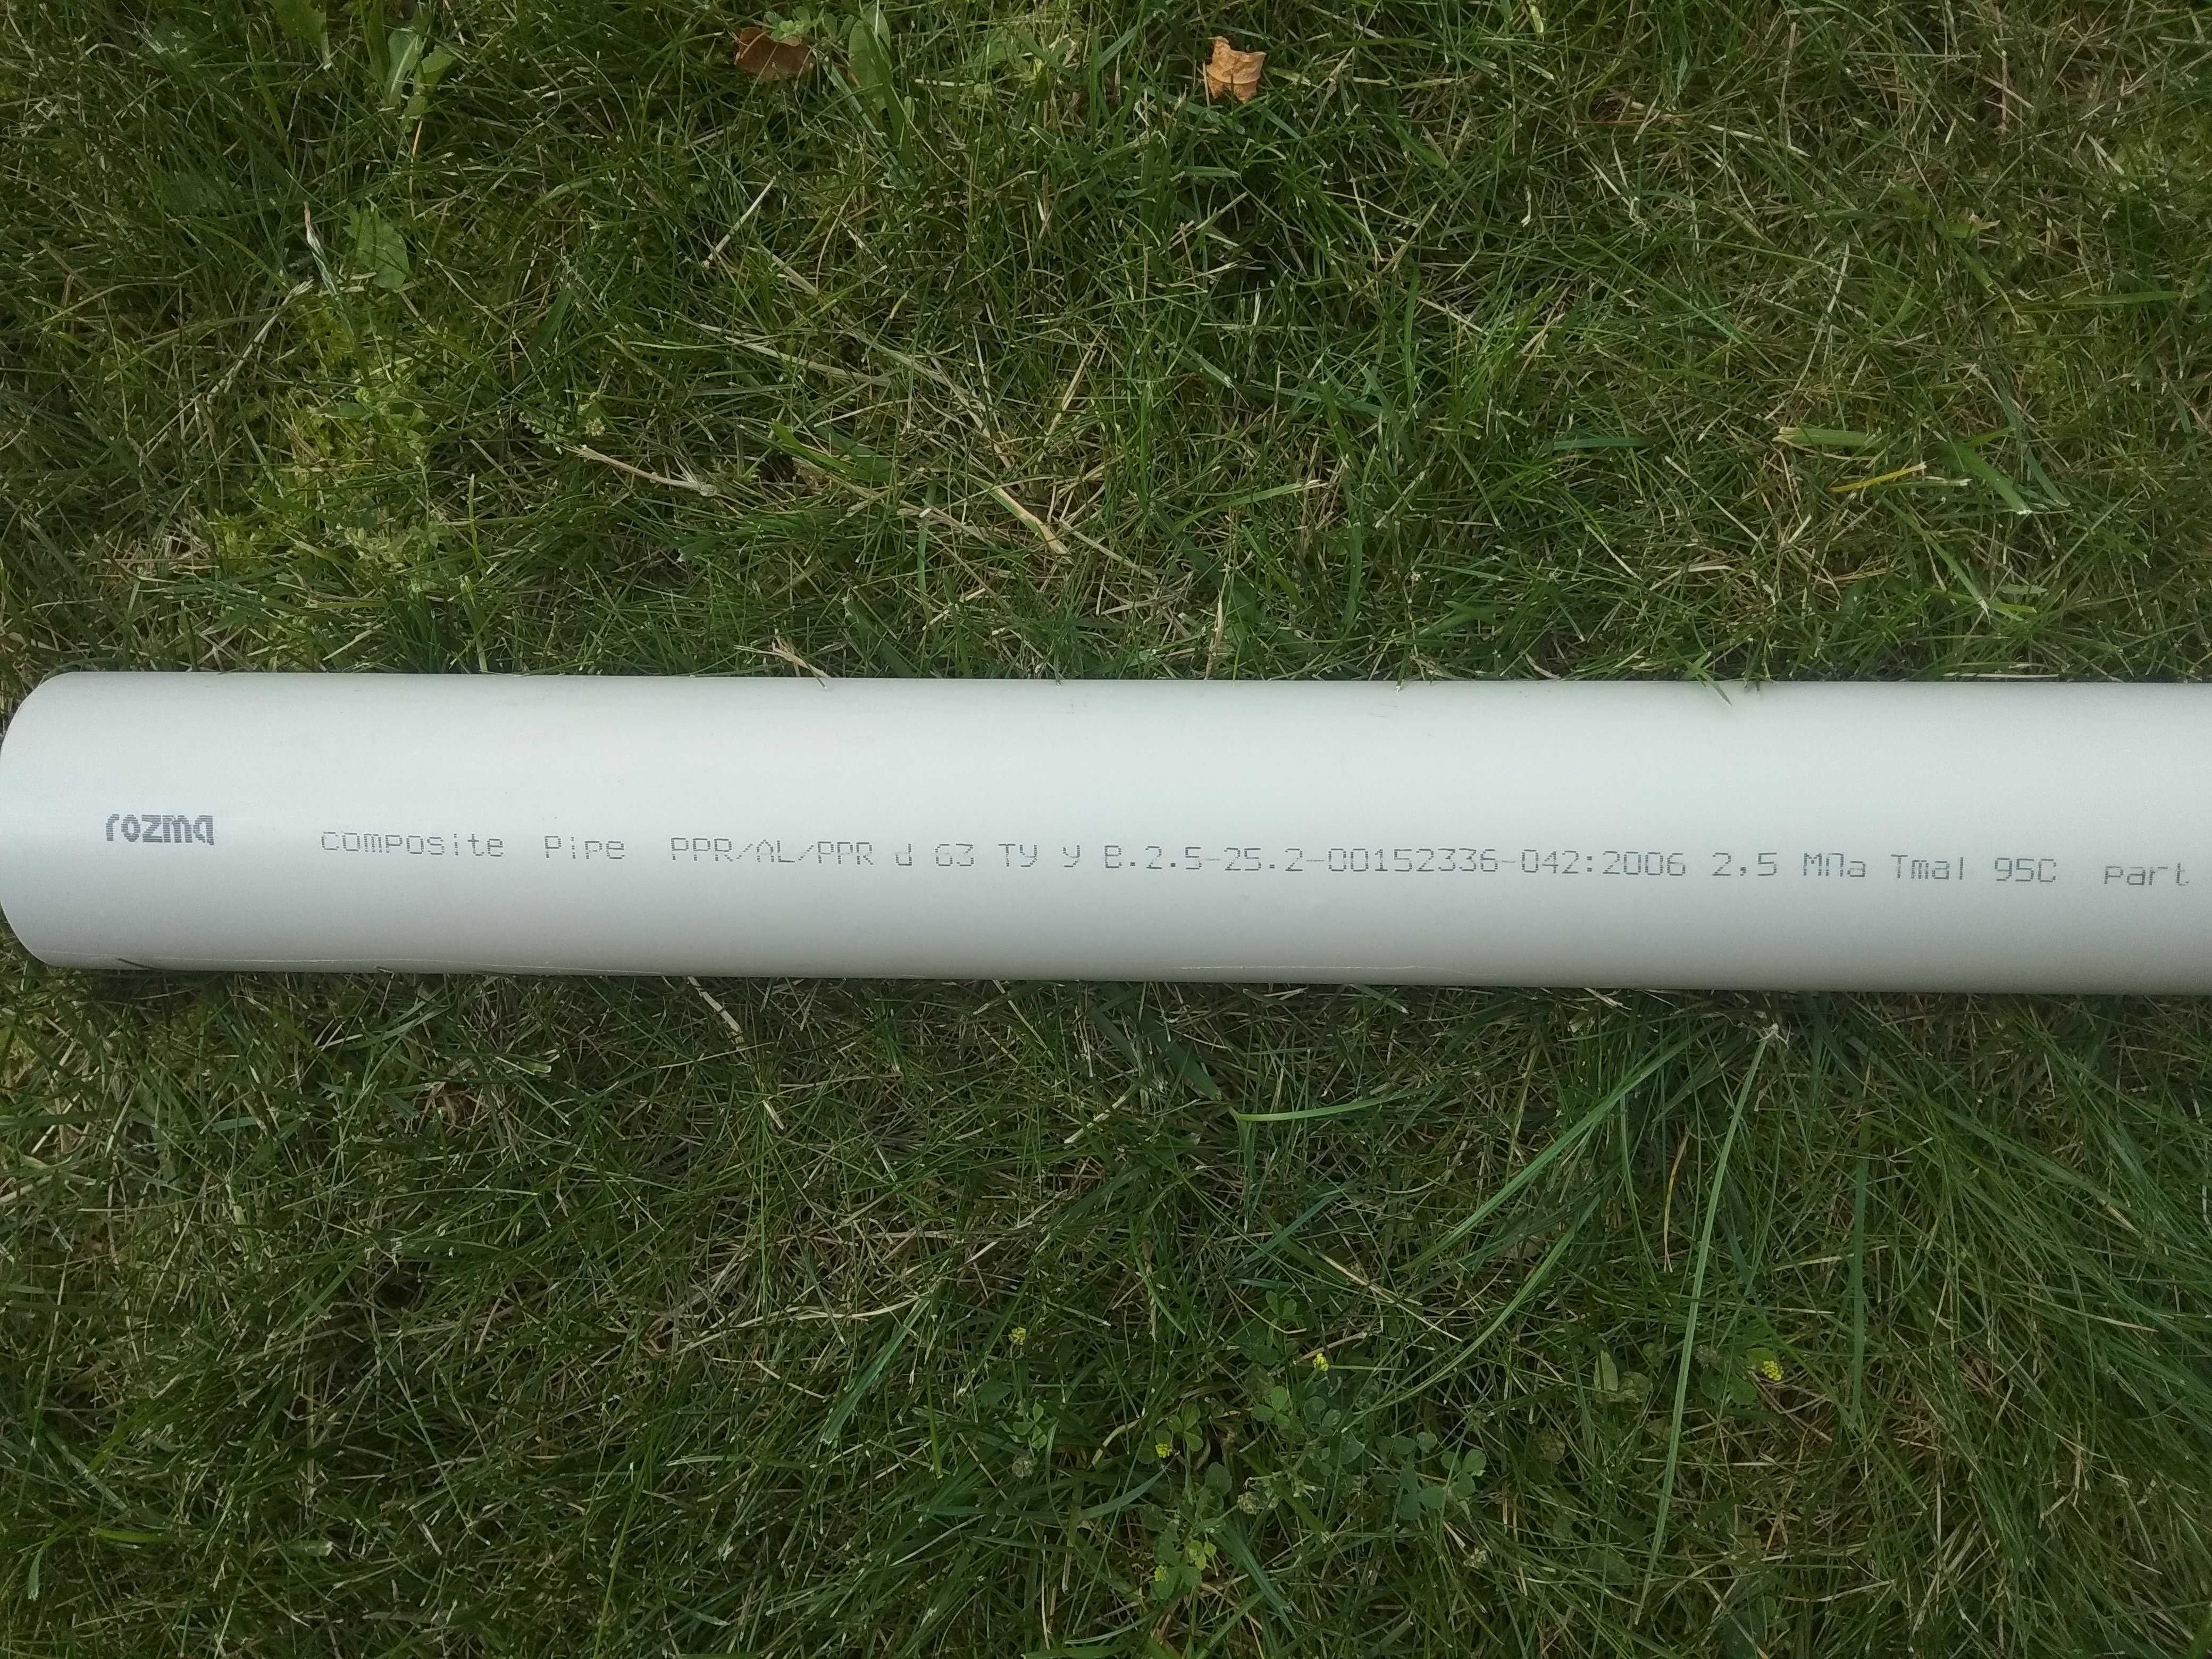 rozma composite Pipe PPR/AL/PPR d 63 ТУ У В.2.5-25.2-00152336-042:2006 2,5 МПа Tmal 95C part